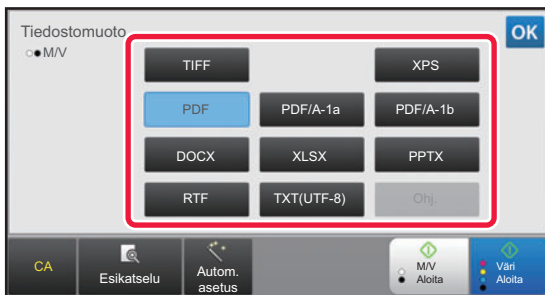 Tiedostomuoto
OK
M/V
TIFF
XPS
PDF
PDF/A-1a
PDF/A-1b
DOCX
XLSX
PPTX
RTF
TXT(UTF-8)
Ohj.
CA
Esikatselu
Autom.
asetus
M/V
Aloita
Väri
Aloita